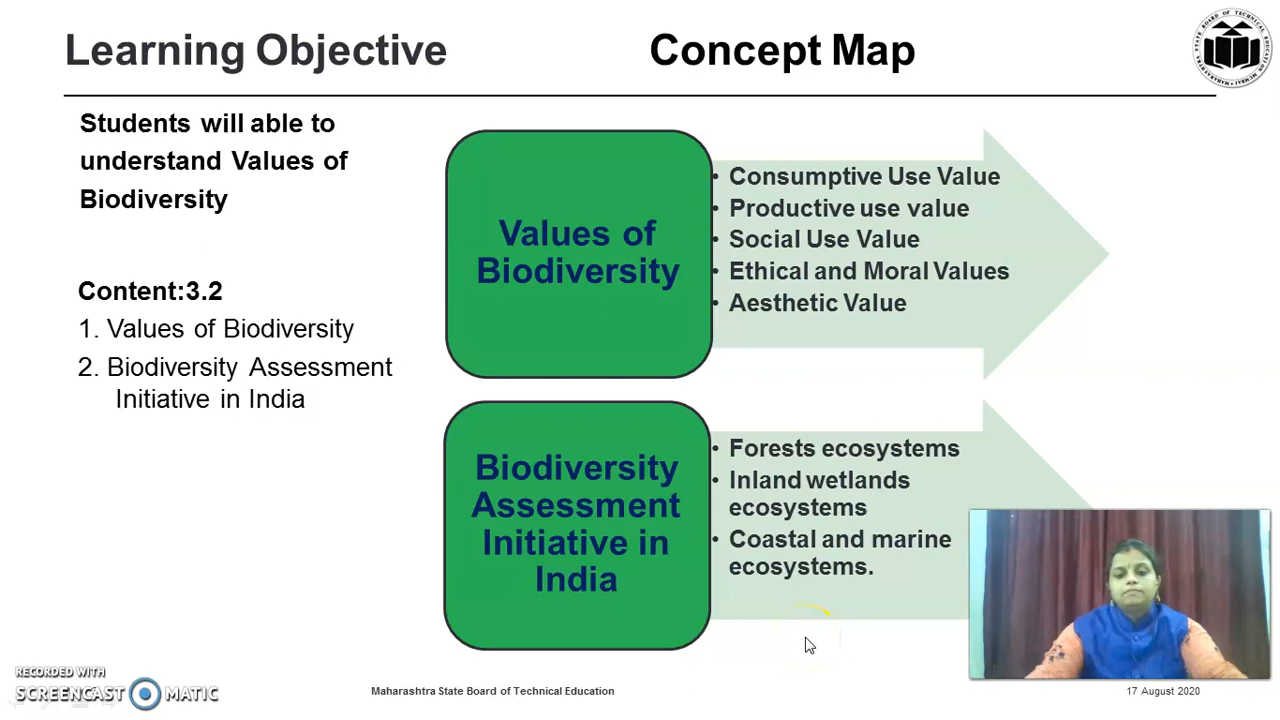 Learning Objective
Concept Map
Students will able to
understand Values of
Biodiversity
Content:3.2
1. Values of Biodiversity
2. Biodiversity Assessment
Initiative in India
Values of
Biodiversity
• Consumptive Use Value
• Productive use value
• Social Use Value
• Ethical and Moral Values
• Aesthetic Value
Biodiversity
Assessment
Initiative in
India
• Forests ecosystems
• Inland wetlands
ecosystems
• Coastal and marine
ecosystems.
RECORDED WITH
SCREENCAST MATIC
Maharashtra State Board of Technical Education
17 August 2020